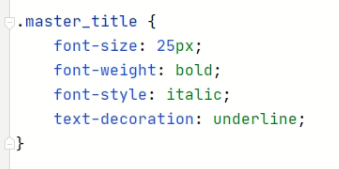 .master_title {
    font-size: 25px;
    font-weight: bold;
    font-style: italic;
    text-decoration: underline;
}